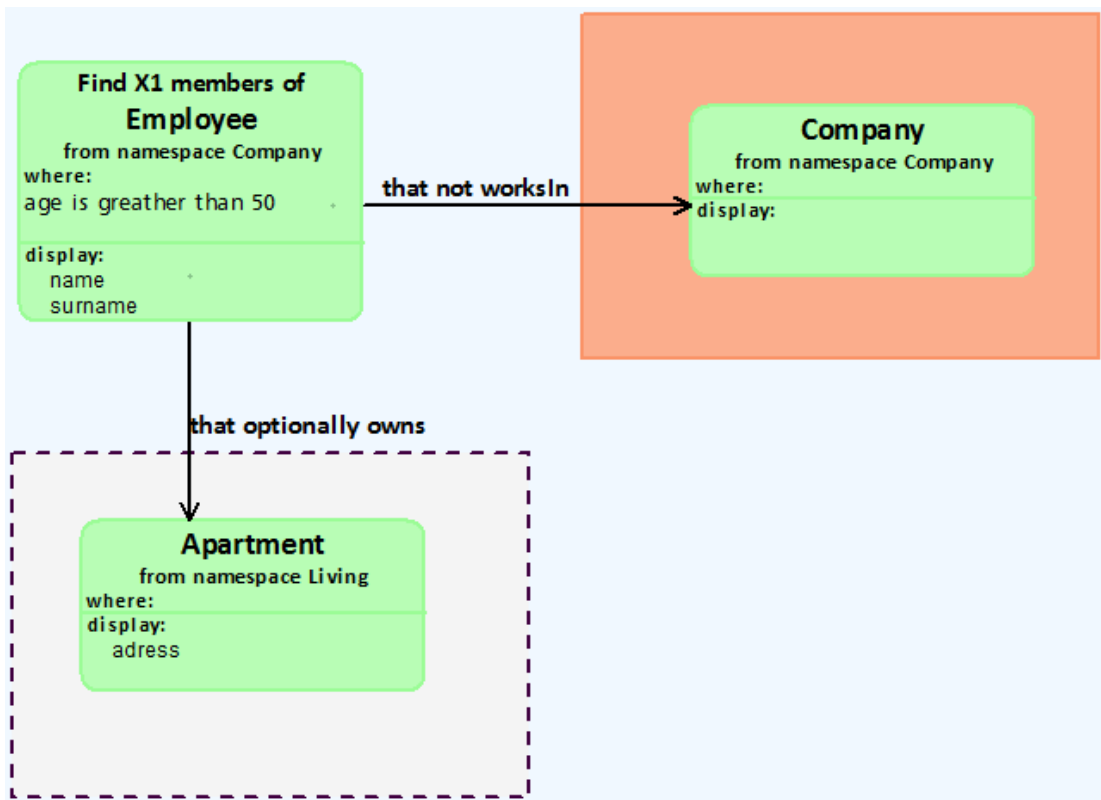 Find X1 members of
Employee
from namespace Company
where:
age is greather than 50
display:
name
surname
that not worksIn
Company
from namespace Company
where:
display:
that optionally owns
Apartment
from namespace Living
where:
display:
adress